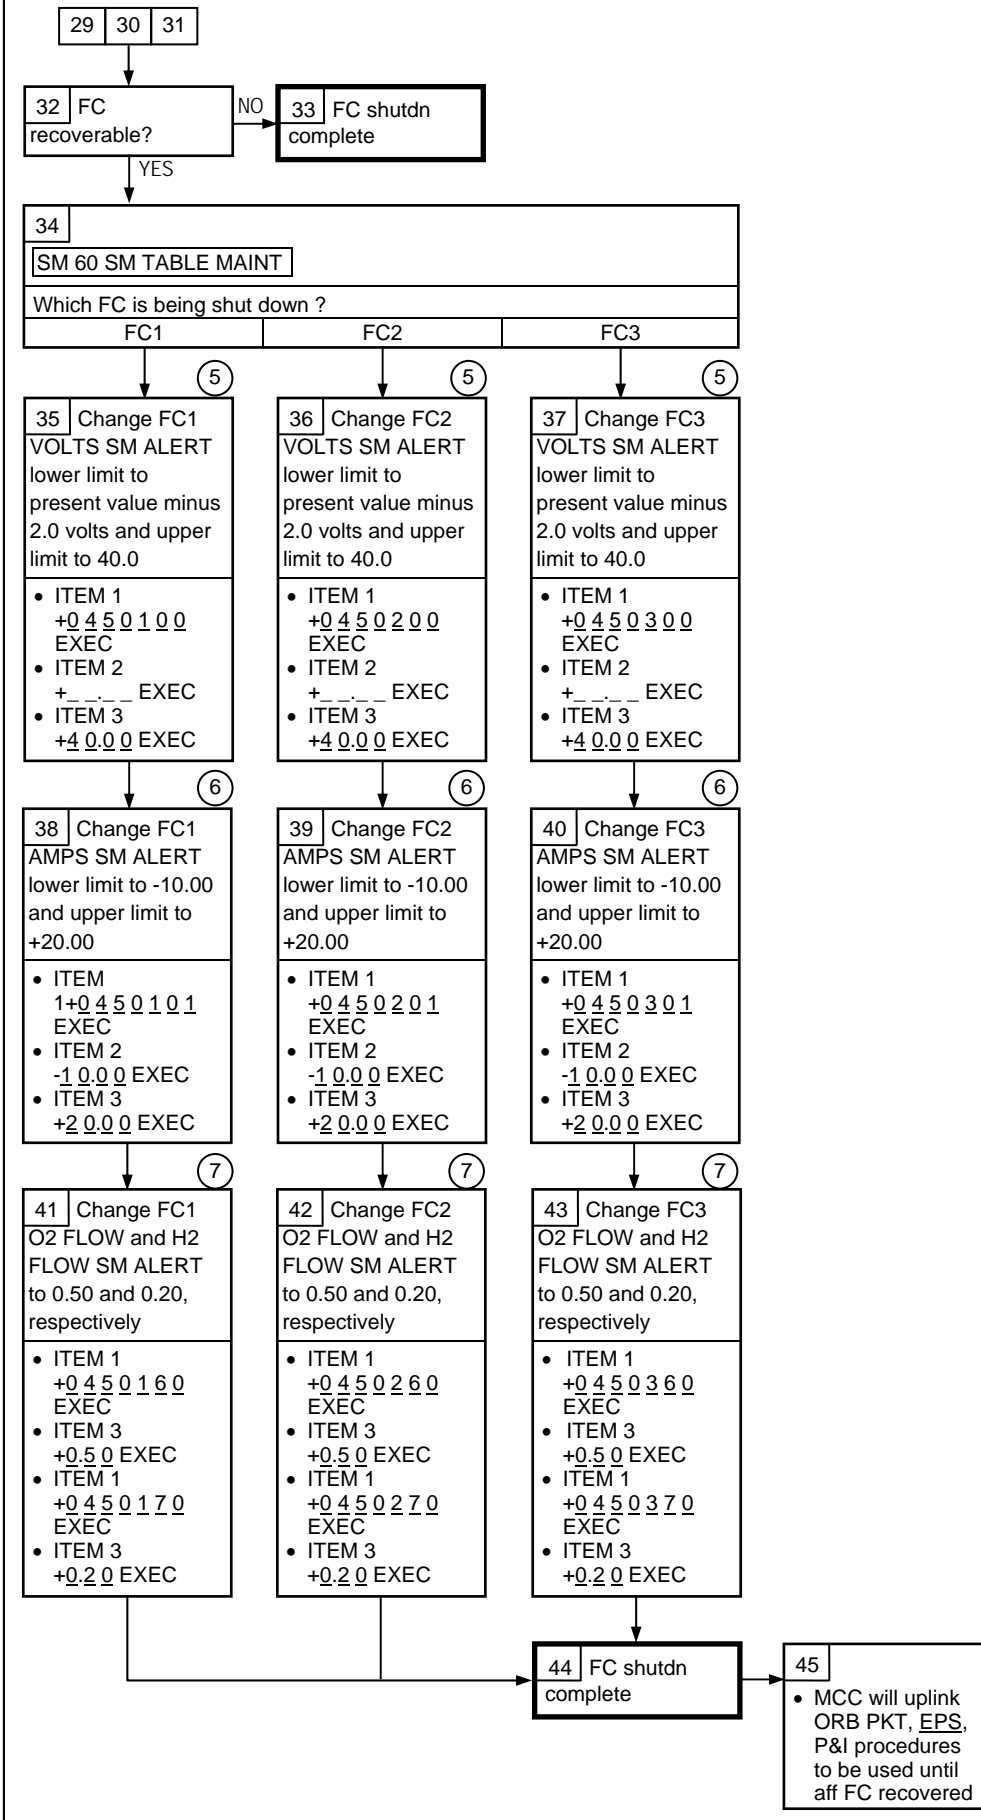 29 30 31
32 FC
recoverable?
NO
33 FC shutdn
complete
YES
34
SM 60 SM TABLE MAINT
Which FC is being shut down ?
FC1 FC2 FC3
5
35 Change FC1
VOLTS SM ALERT
lower limit to
present value minus
2.0 volts and upper
limit to 40.0
• ITEM 1
+0 4 5 0 1 0 0
EXEC
• ITEM 2
+_ _._ _ EXEC
• ITEM 3
+4 0.0 0 EXEC
5
36 Change FC2
VOLTS SM ALERT
lower limit to
present value minus
2.0 volts and upper
limit to 40.0
• ITEM 1
+0 4 5 0 2 0 0
EXEC
• ITEM 2
+_ _._ _ EXEC
• ITEM 3
+4 0.0 0 EXEC
5
37 Change FC3
VOLTS SM ALERT
lower limit to
present value minus
2.0 volts and upper
limit to 40.0
• ITEM 1
+0 4 5 0 3 0 0
EXEC
• ITEM 2
+_ _._ _ EXEC
• ITEM 3
+4 0.0 0 EXEC
6
38 Change FC1
AMPS SM ALERT
lower limit to -10.00
and upper limit to
+20.00
• ITEM
1+0 4 5 0 1 0 1
EXEC
• ITEM 2
-1 0.0 0 EXEC
• ITEM 3
+2 0.0 0 EXEC
6
39 Change FC2
AMPS SM ALERT
lower limit to -10.00
and upper limit to
+20.00
• ITEM 1
+0 4 5 0 2 0 1
EXEC
• ITEM 2
-1 0.0 0 EXEC
• ITEM 3
+2 0.0 0 EXEC
6
40 Change FC3
AMPS SM ALERT
lower limit to -10.00
and upper limit to
+20.00
• ITEM 1
+0 4 5 0 3 0 1
EXEC
• ITEM 2
-1 0.0 0 EXEC
• ITEM 3
+2 0.0 0 EXEC
7
41 Change FC1
O2 FLOW and H2
FLOW SM ALERT
to 0.50 and 0.20,
respectively
• ITEM 1
+0 4 5 0 1 6 0
EXEC
• ITEM 3
+0.5 0 EXEC
• ITEM 1
+0 4 5 0 1 7 0
EXEC
• ITEM 3
+0.2 0 EXEC
7
42 Change FC2
O2 FLOW and H2
FLOW SM ALERT
to 0.50 and 0.20,
respectively
• ITEM 1
+0 4 5 0 2 6 0
EXEC
• ITEM 3
+0.5 0 EXEC
• ITEM 1
+0 4 5 0 2 7 0
EXEC
• ITEM 3
+0.2 0 EXEC
7
43 Change FC3
O2 FLOW and H2
FLOW SM ALERT
to 0.50 and 0.20,
respectively
• ITEM 1
+0 4 5 0 3 6 0
EXEC
• ITEM 3
+0.5 0 EXEC
• ITEM 1
+0 4 5 0 3 7 0
EXEC
• ITEM 3
+0.2 0 EXEC
44 FC shutdn
complete
45
• MCC will uplink
ORB PKT, EPS,
P&I procedures
to be used until
aff FC recovered